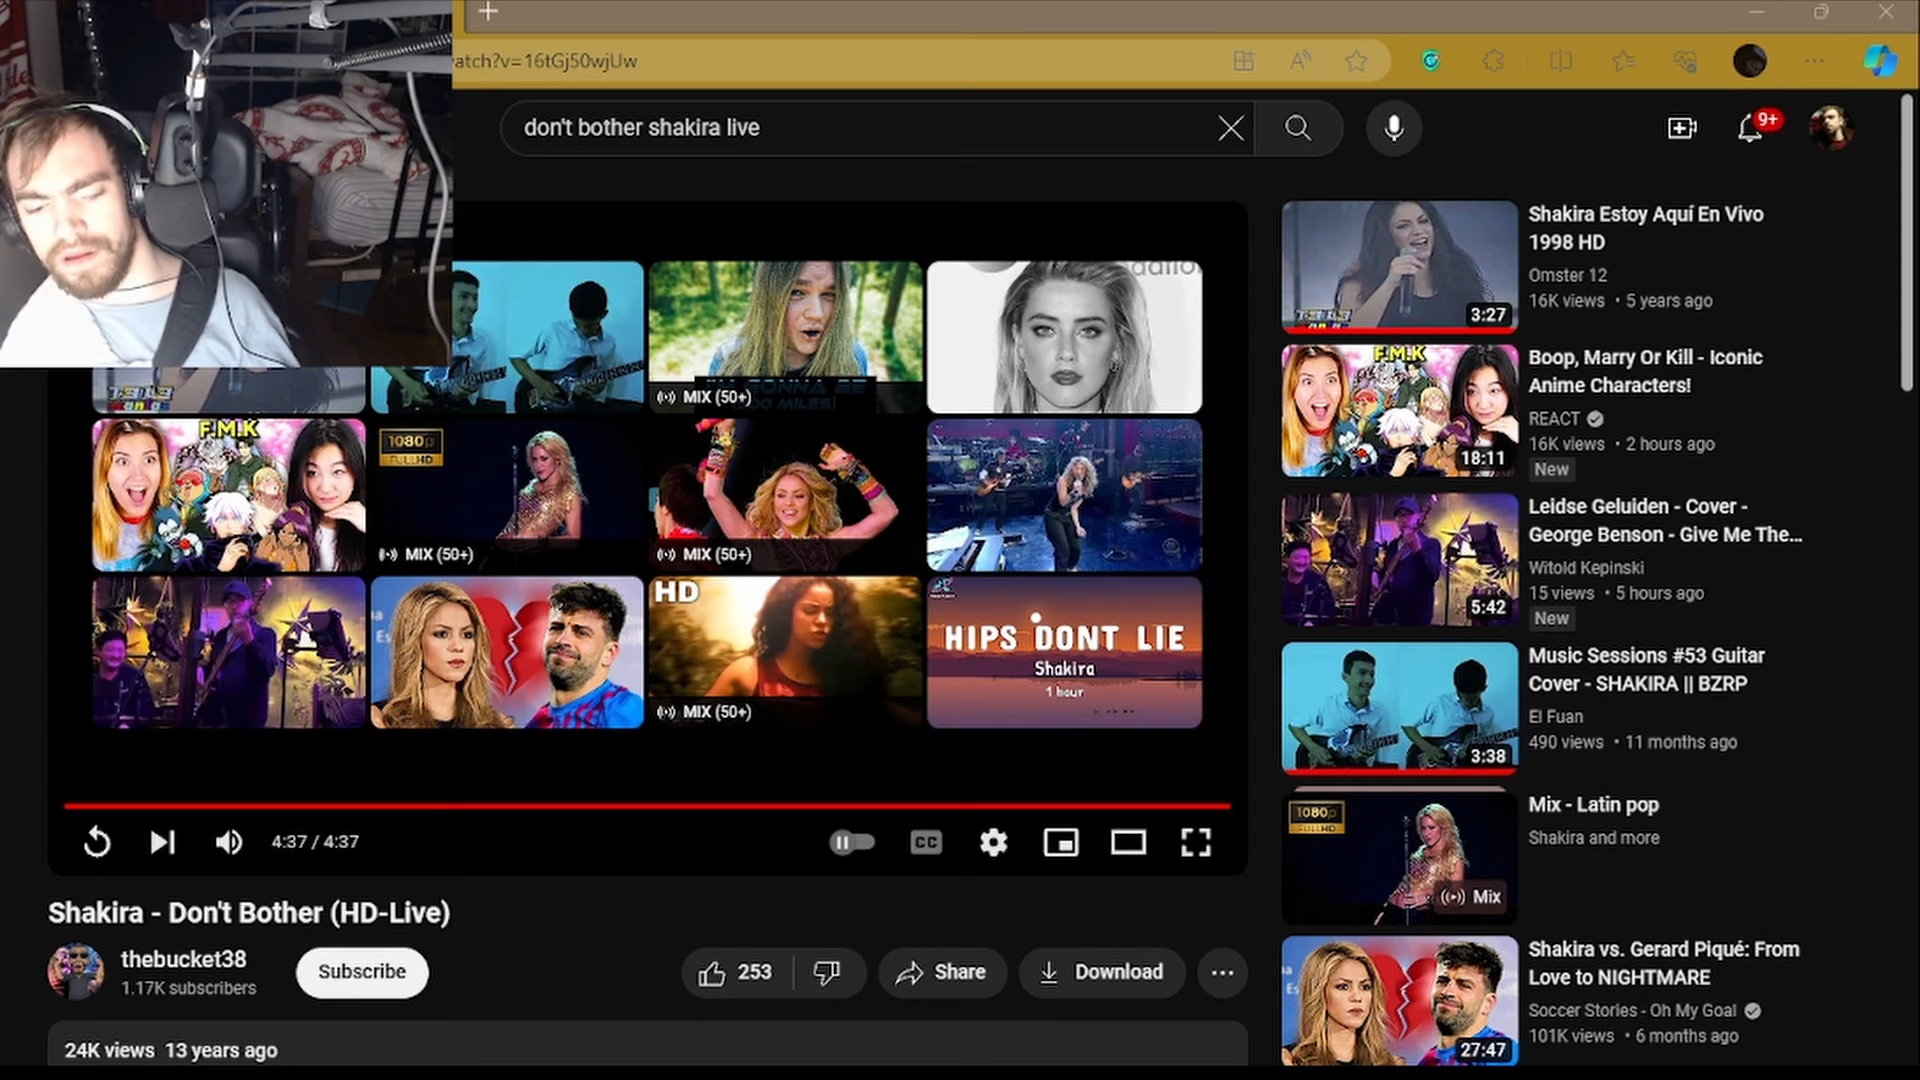 atch?v=16tGj50wjUw
don't bother shakira live
9+
MIX (50+)
F.M.K
1080p
FULLHD
MIX (50+)
MIX (50+)
HD
MIX (50+)
HIPS DONT LIE
Shakira
1 hour
4:37 / 4:37
CC
Shakira - Don't Bother (HD-Live)
thebucket38
1.17K subscribers
Subscribe
253
Share
Download
24K views 13 years ago
3:27
Shakira Estoy Aquí En Vivo
1998 HD
Omster 12
16K views • 5 years ago
F.M.K
18:11
Boop, Marry Or Kill - Iconic
Anime Characters!
REACT
16K views • 2 hours ago
New
5:42
Leidse Geluiden - Cover -
George Benson - Give Me The...
Witold Kepinski
15 views • 5 hours ago
New
3:38
Music Sessions #53 Guitar
Cover - SHAKIRA || BZRP
El Fuan
490 views • 11 months ago
1080p
FULLHD
Mix
Mix - Latin pop
Shakira and more
27:47
Shakira vs. Gerard Piqué: From
Love to NIGHTMARE
Soccer Stories - Oh My Goal
101K views • 6 months ago